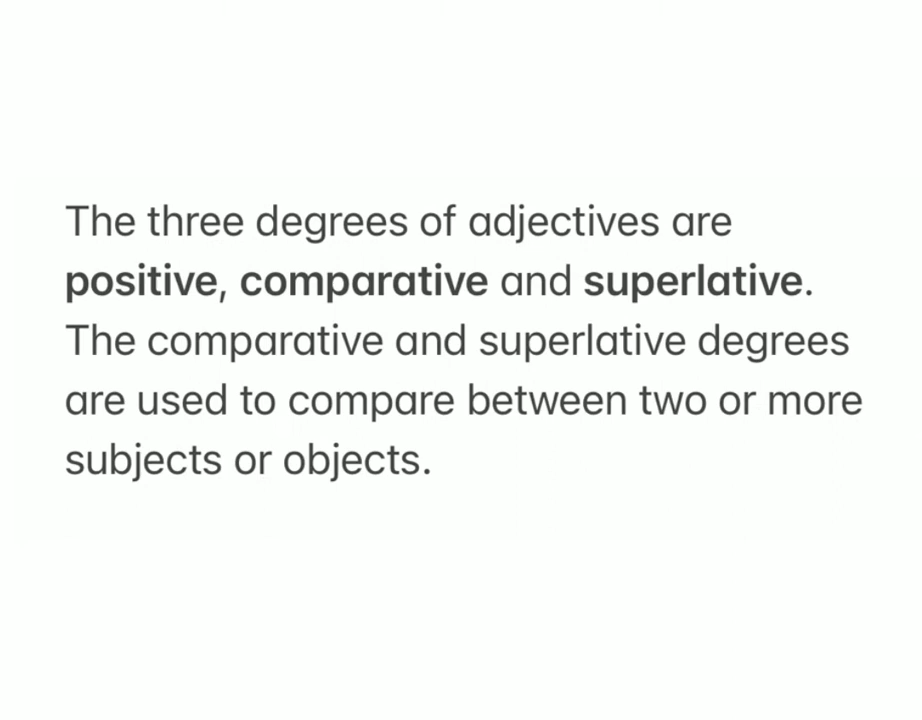 The three degrees of adjectives are
positive, comparative and superlative.
The comparative and superlative degrees
are used to compare between two or more
subjects or objects.